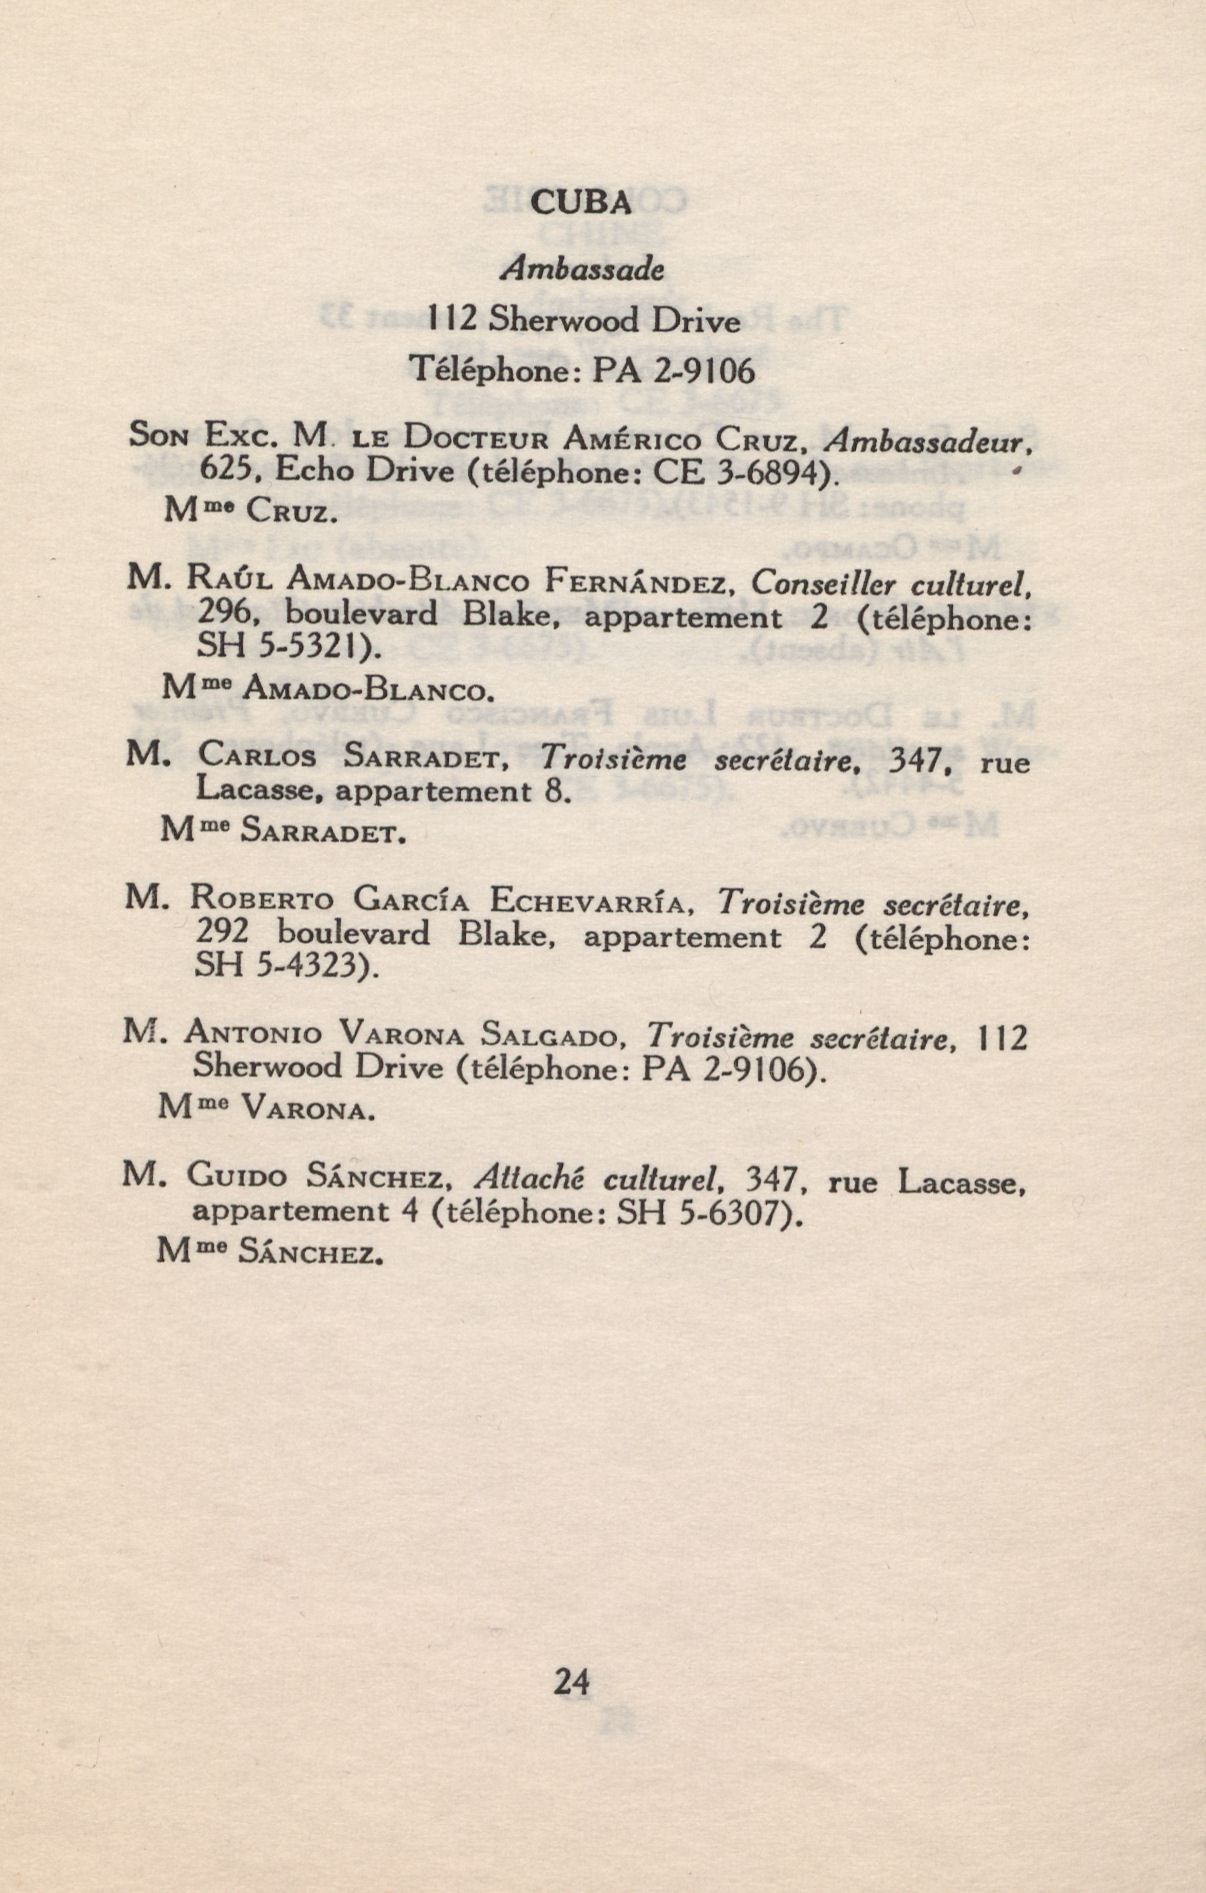 CUBA
Ambassade
112 Sherwood Drive
Téléphone: PA 2-9106
SON EXC. M. LE DOCTEUR AMÉRICO CRUZ, Ambassadeur,
625, Echo Drive (téléphone: CE 3-6894).
Mme CRUZ.
M. RAÚL AMADO-BLANCO FERNÁNDEZ, Conseiller culturel,
296, boulevard Blake, appartement 2 (téléphone:
SH 5-5321).
Mme AMADO-BLANCO.
M. CARLOS SARRADET, Troisième secrétaire, 347, rue
Lacasse, appartement 8.
Mme SARRADET.
M. ROBERTO GARCÍA ECHEVARRÍA, Troisième secrétaire,
292 boulevard Blake, appartement 2 (téléphone:
SH 5-4323).
M. ANTONIO VARONA SALGADO, Troisième secrétaire, 112
Sherwood Drive (téléphone: PA 2-9106).
Mme VARONA.
M. GUIDO SÁNCHEZ, Attaché culturel, 347, rue Lacasse,
appartement 4 (téléphone: SH 5-6307).
Mme SÁNCHEZ.
24